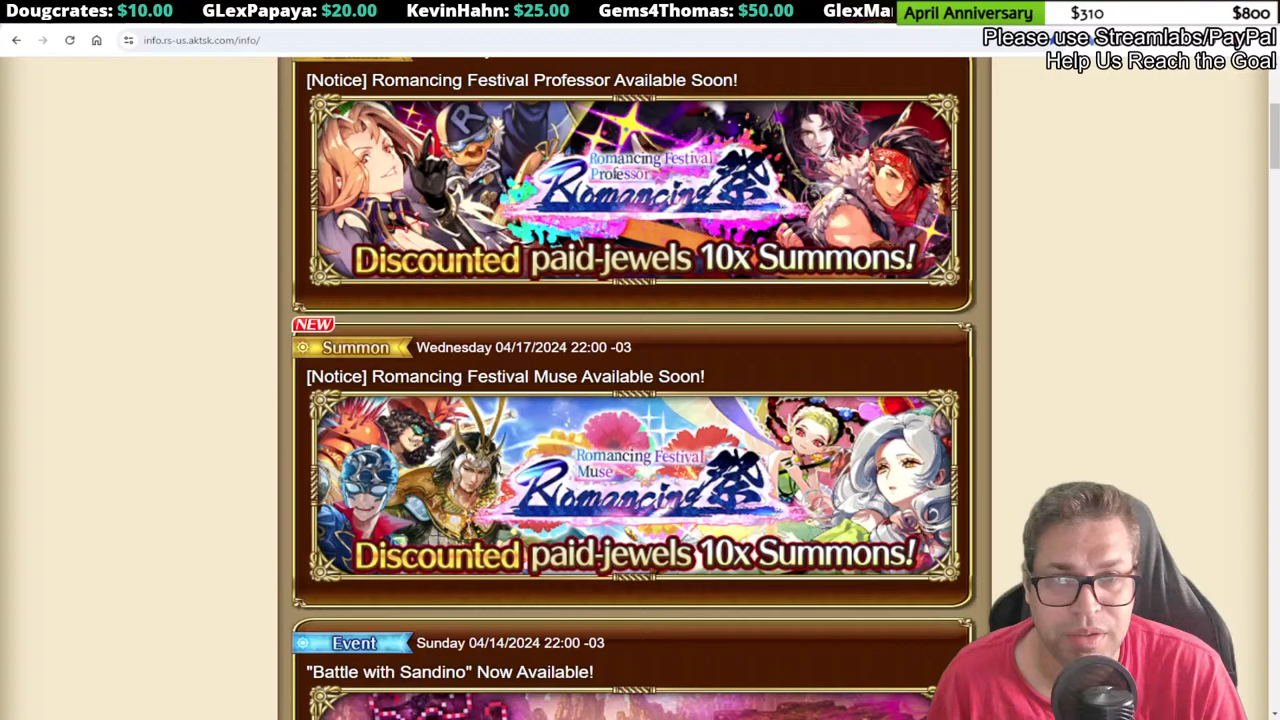 Dougcrates: $10.00 GLexPapaya: $20.00 KevinHahn: $25.00 Gems4Thomas: $50.00
April Anniversary $310 $800
Please use Streamlabs/PayPal
info.rs-us.aktsk.com/info/
Help Us Reach the Goal
[Notice] Romancing Festival Professor Available Soon!
Romancing Festival
Professor
Romancing 祭
Discounted paid-jewels 10x Summons!
NEW
Summon Wednesday 04/17/2024 22:00 -03
[Notice] Romancing Festival Muse Available Soon!
Romancing Festival
Muse
Romancing 祭
Discounted paid-jewels 10x Summons!
Event Sunday 04/14/2024 22:00 -03
"Battle with Sandino" Now Available!